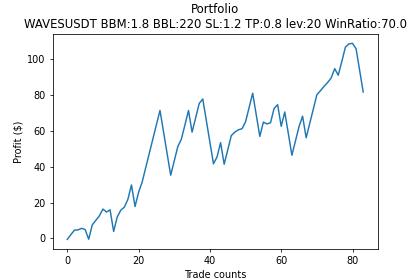 Portfolio
WAVESUSDT BBM:1.8 BBL:220 SL:1.2 TP:0.8 lev:20 WinRatio:70.0
100
80
60
40
20
0
Profit ($)
0 20 40 60 80
Trade counts